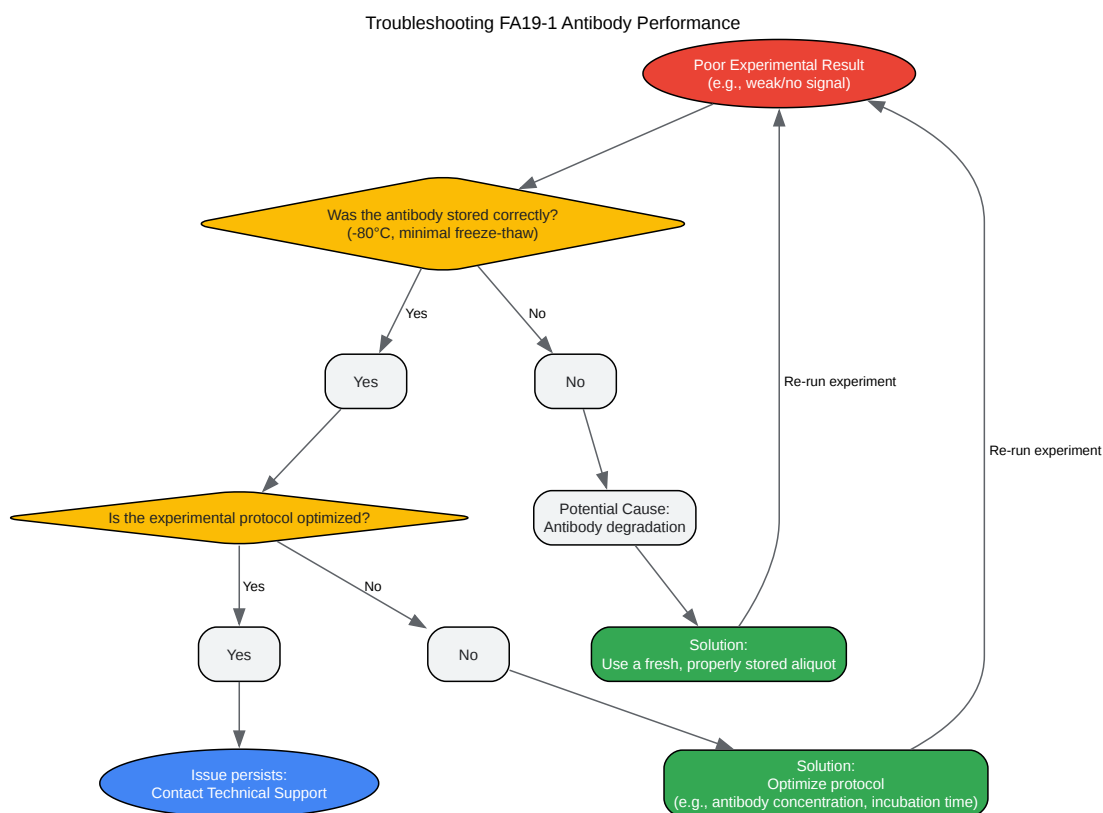 Troubleshooting FA19-1 Antibody Performance
Poor Experimental Result
(e.g., weak/no signal)
Was the antibody stored correctly?
(-80°C, minimal freeze-thaw)
Yes
No
Yes
No
Re-run experiment
Re-run experiment
Is the experimental protocol optimized?
Potential Cause:
Antibody degradation
Yes
No
Yes
No
Solution:
Use a fresh, properly stored aliquot
Issue persists:
Contact Technical Support
Solution:
Optimize protocol
(e.g., antibody concentration, incubation time)